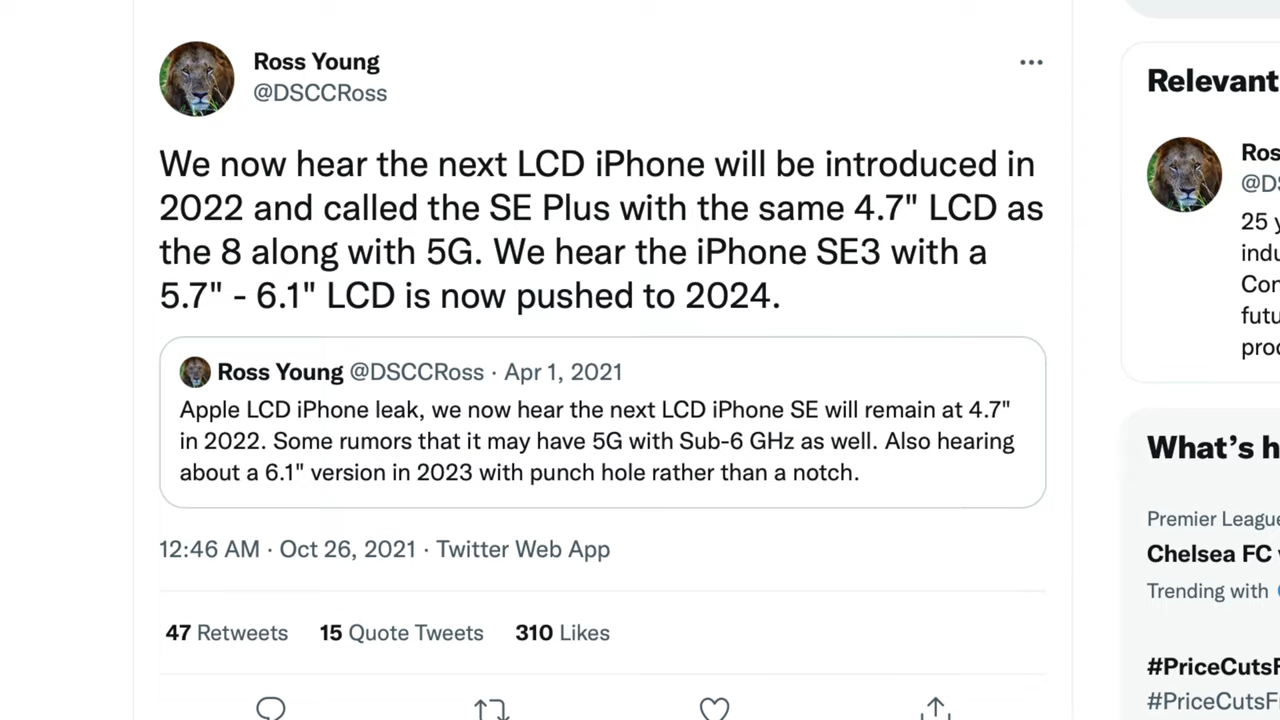 Ross Young
@DSCCRoss
We now hear the next LCD iPhone will be introduced in
2022 and called the SE Plus with the same 4.7" LCD as
the 8 along with 5G. We hear the iPhone SE3 with a
5.7" - 6.1" LCD is now pushed to 2024.
Ross Young @DSCCRoss · Apr 1, 2021
Apple LCD iPhone leak, we now hear the next LCD iPhone SE will remain at 4.7"
in 2022. Some rumors that it may have 5G with Sub-6 GHz as well. Also hearing
about a 6.1" version in 2023 with punch hole rather than a notch.
12:46 AM · Oct 26, 2021 · Twitter Web App
47 Retweets 15 Quote Tweets 310 Likes
Relevant
25
What's
Premier
Chelsea FC
Trending with